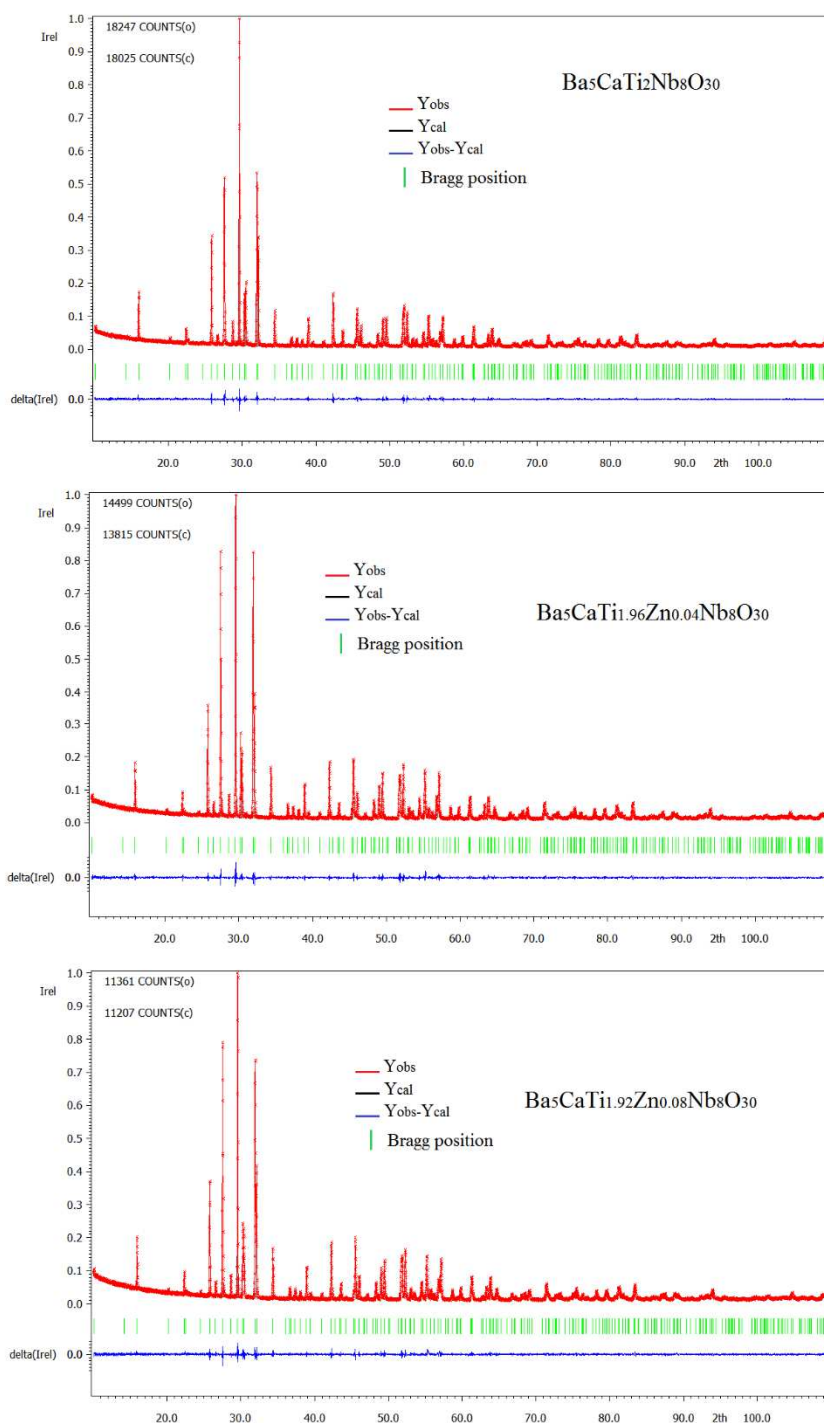 18247 COUNTS(o)
Irel
1.0
0.9
18025 COUNTS(c)
Ba5CaTi2Nb8O30
0.8
Yobs
0.7
Ycal
0.6
Yobs-Ycal
0.5
Bragg position
0.4
0.3
0.2
0.1
0.0
delta(Irel) 0.0
20.0 30.0 40.0 50.0 60.0 70.0 80.0 90.0 2th 100.0
14499 COUNTS(o)
Irel
1.0
0.9
13815 COUNTS(c)
0.8
Yobs
0.7
Ycal
Yobs-Ycal
Ba5CaTi1.96Zn0.04Nb8O30
0.6
Bragg position
0.5
0.4
0.3
0.2
0.1
0.0
delta(Irel) 0.0
20.0 30.0 40.0 50.0 60.0 70.0 80.0 90.0 2th 100.0
11361 COUNTS(o)
Irel
1.0
0.9
11207 COUNTS(c)
0.8
Yobs
0.7
Ycal
Yobs-Ycal
Ba5CaTi1.92Zn0.08Nb8O30
0.6
Bragg position
0.5
0.4
0.3
0.2
0.1
0.0
delta(Irel) 0.0
20.0 30.0 40.0 50.0 60.0 70.0 80.0 90.0 2th 100.0